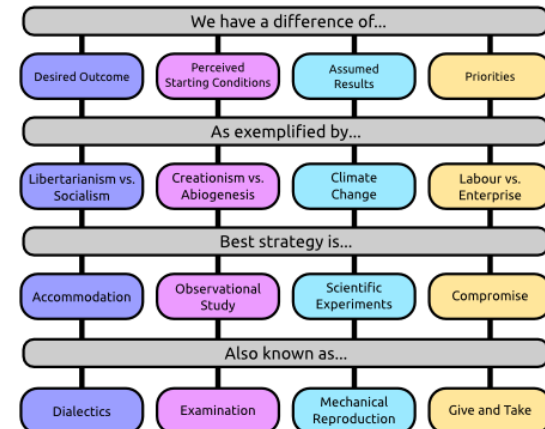 We have a difference of...
Desired Outcome
Perceived
Starting Conditions
Assumed
Results
Priorities
As exemplified by...
Libertarianism vs.
Socialism
Creationism vs.
Abiogenesis
Climate
Change
Labour vs.
Enterprise
Best strategy is...
Accommodation
Observational
Study
Scientific
Experiments
Compromise
Also known as...
Dialectics
Examination
Mechanical
Reproduction
Give and Take